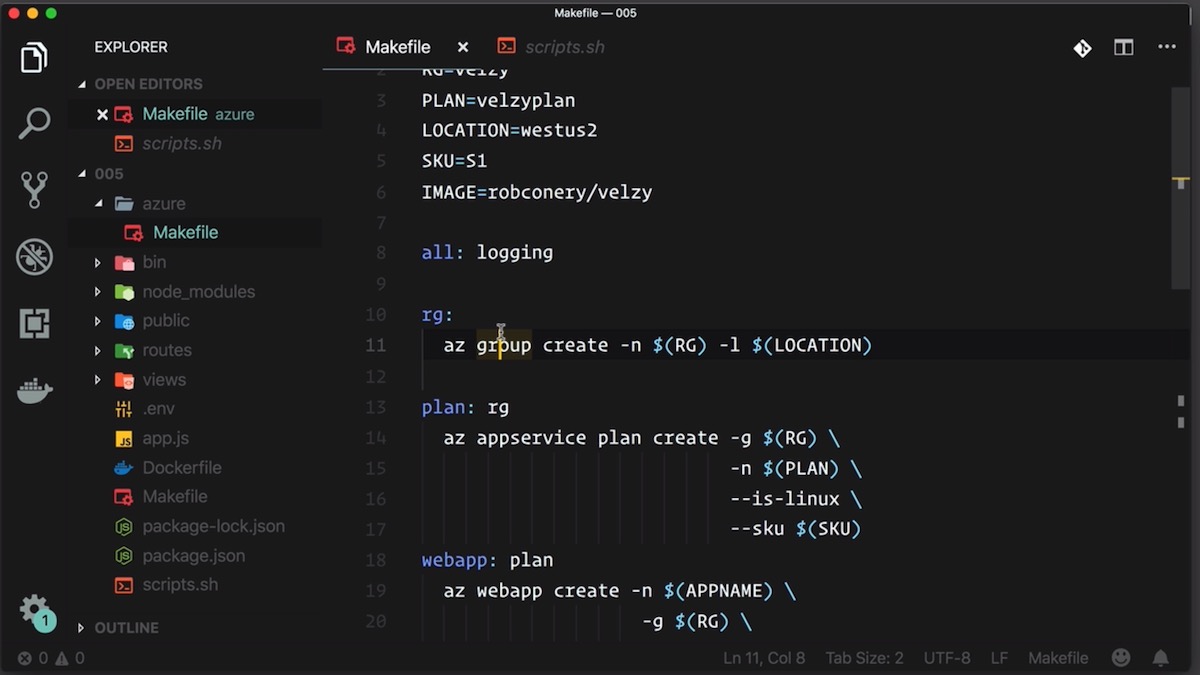 Makefile — 005
EXPLORER
OPEN EDITORS
Makefile azure
scripts.sh
005
azure
Makefile
bin
node_modules
public
routes
views
.env
app.js
Dockerfile
Makefile
package-lock.json
package.json
scripts.sh
OUTLINE
1
Makefile
scripts.sh
2 RG=velzy
3 PLAN=velzyplan
4 LOCATION=westus2
5 SKU=S1
6 IMAGE=robconery/velzy
7
8 all: logging
9
10 rg:
11 az group create -n $(RG) -l $(LOCATION)
12
13 plan: rg
14 az appservice plan create -g $(RG) \
15 -n $(PLAN) \
16 --is-linux \
17 --sku $(SKU)
18 webapp: plan
19 az webapp create -n $(APPNAME) \
20 -g $(RG) \
0 0 Ln 11, Col 8 Tab Size: 2 UTF-8 LF Makefile